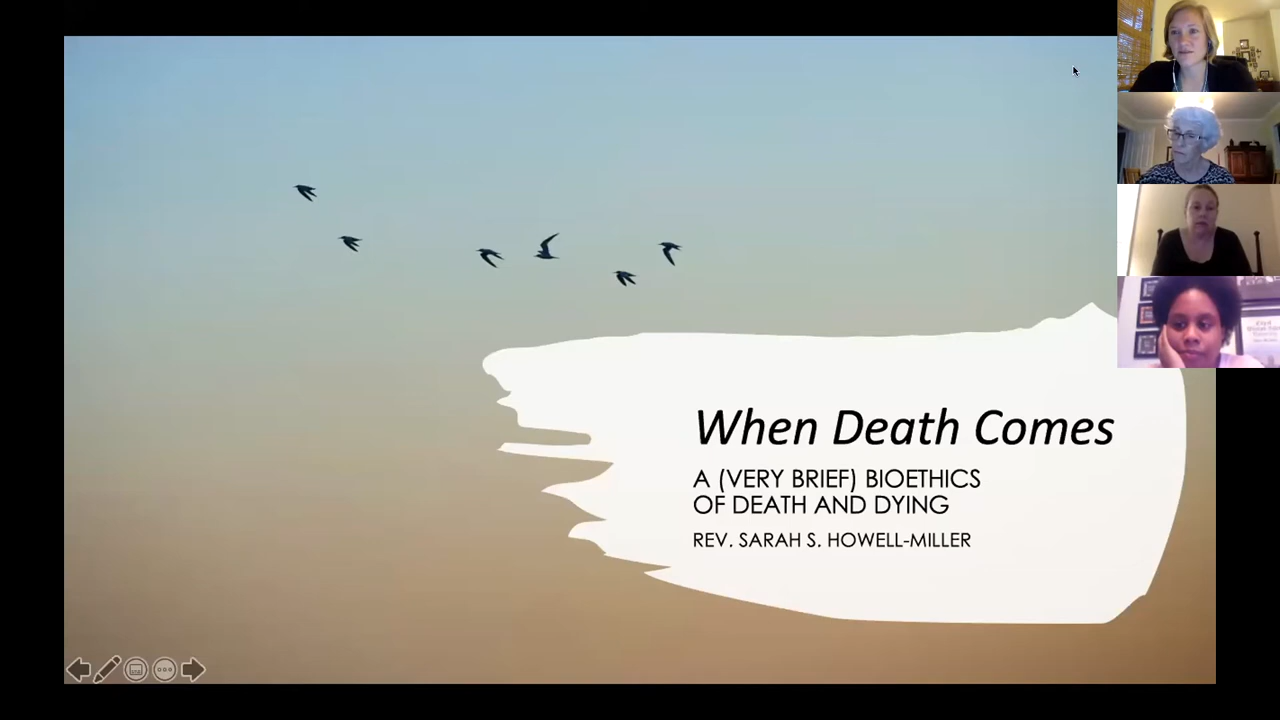 When Death Comes
A (VERY BRIEF) BIOETHICS
OF DEATH AND DYING
REV. SARAH S. HOWELL-MILLER